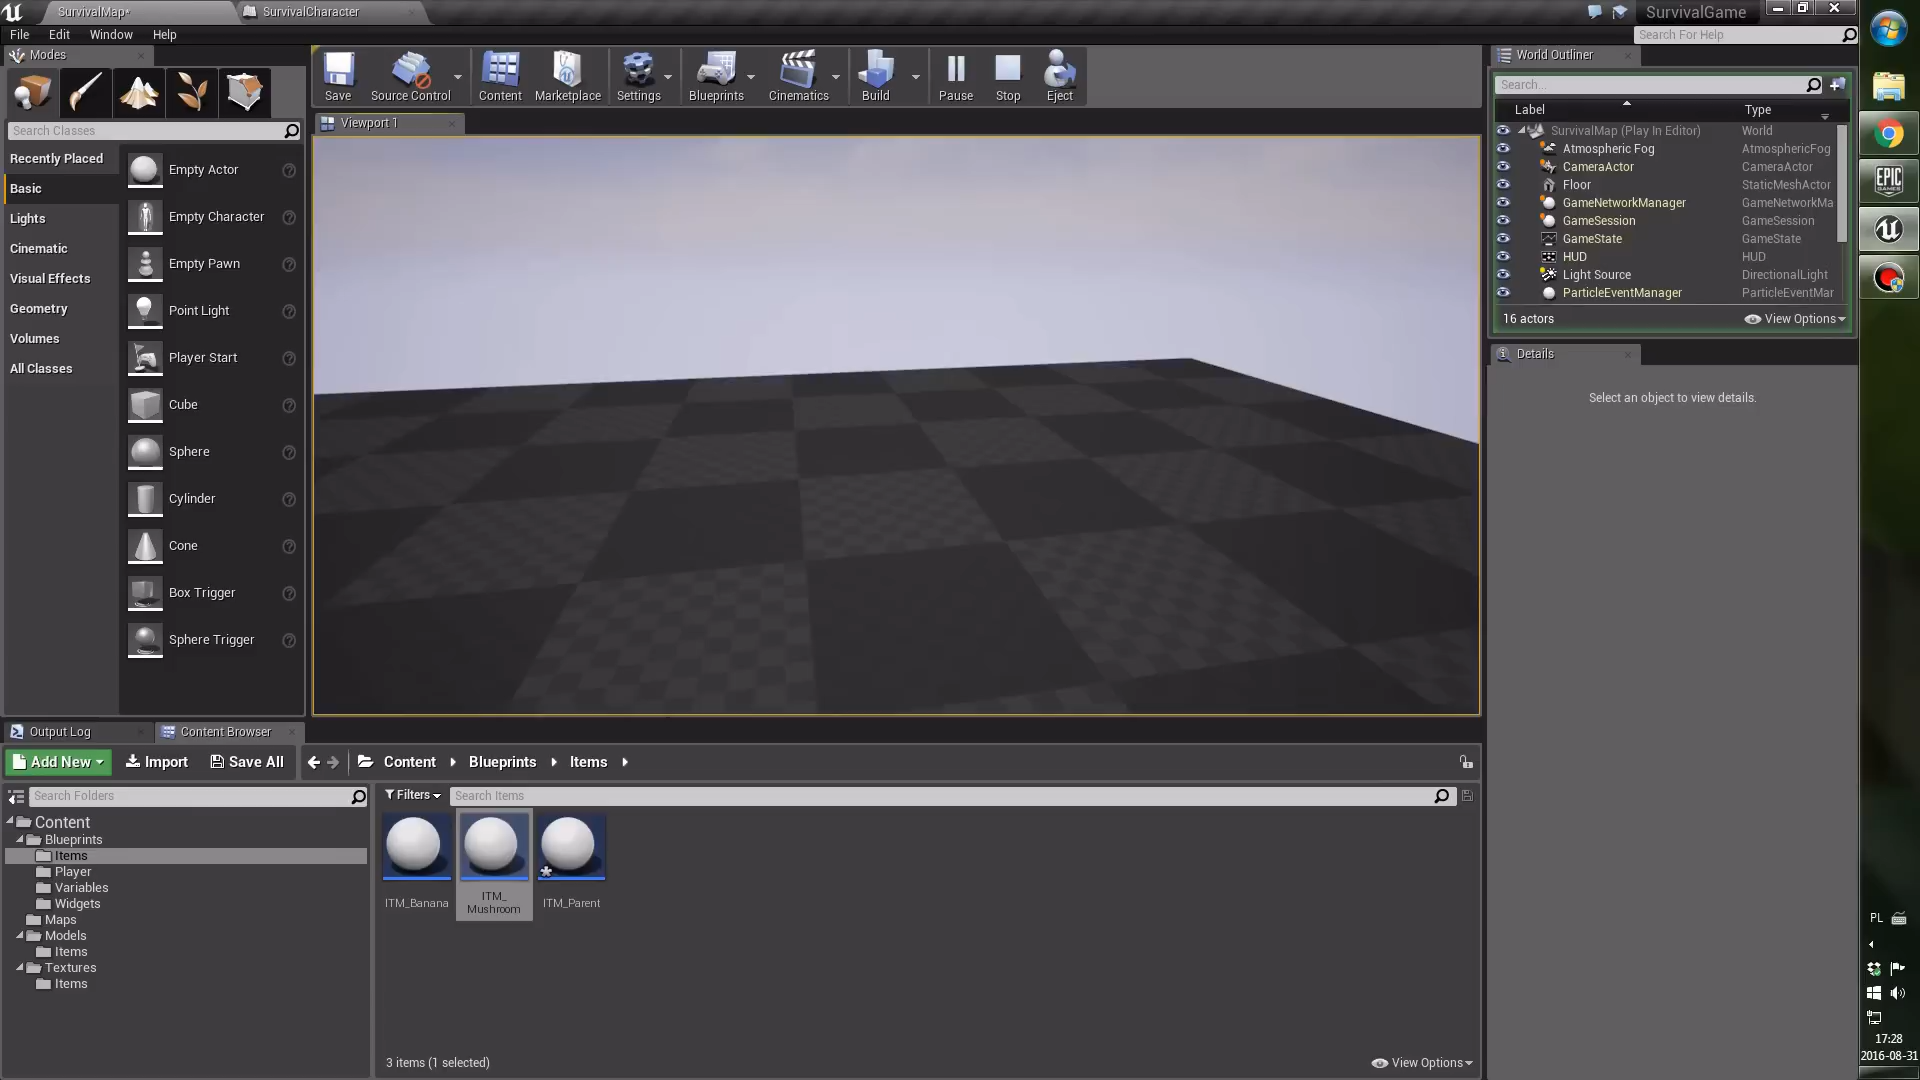 SurvivalMap*
SurvivalCharacter
SurvivalGame
File
Edit
Window
Help
Search For Help
Modes
Save
Source Control
Content
Marketplace
Settings
Blueprints
Cinematics
Build
Pause
Stop
Eject
World Outliner
Search...
Label
Type
SurvivalMap (Play In Editor)
World
Atmospheric Fog
AtmosphericFog
CameraActor
CameraActor
Floor
StaticMeshActor
GameNetworkManager
GameNetworkMa
GameSession
GameSession
GameState
GameState
HUD
HUD
Light Source
DirectionalLight
ParticleEventManager
ParticleEventMar
16 actors
View Options
Details
Select an object to view details.
Search Classes
Recently Placed
Basic
Lights
Cinematic
Visual Effects
Geometry
Volumes
All Classes
Empty Actor
Empty Character
Empty Pawn
Point Light
Player Start
Cube
Sphere
Cylinder
Cone
Box Trigger
Sphere Trigger
Viewport 1
Output Log
Content Browser
Add New
Import
Save All
Content
Blueprints
Items
Search Folders
Filters
Search Items
Content
Blueprints
Items
Player
Variables
Widgets
Maps
Models
Items
Textures
Items
ITM_Banana
ITM_
Mushroom
ITM_Parent
3 items (1 selected)
View Options
EPIC
GAMES
PL
17:28
2016-08-31